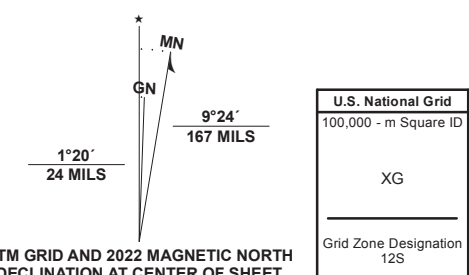 ★
MN
GN
1°20´
24 MILS
9°24´
167 MILS
TM GRID AND 2022 MAGNETIC NORTH
DECLINATION AT CENTER OF SHEET
U.S. National Grid
100,000 - m Square ID
XG
Grid Zone Designation
12S